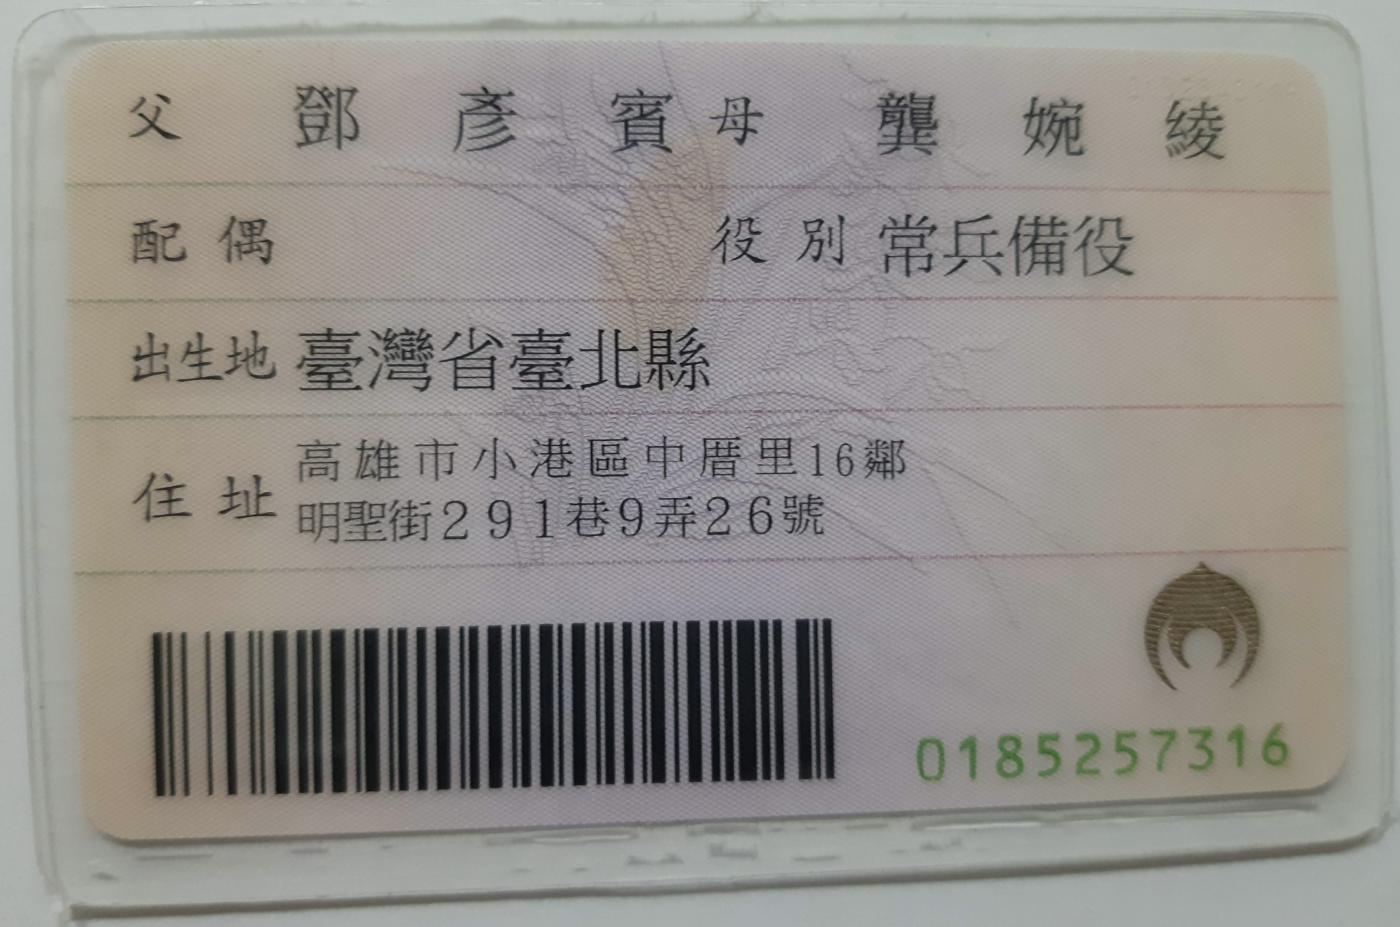 父 鄧彥賓 母 龔婉綾
配偶 役別 常兵備役
出生地 臺灣省臺北縣
住址 高雄市小港區中厝里16鄰
明聖街291巷9弄26號
0185257316